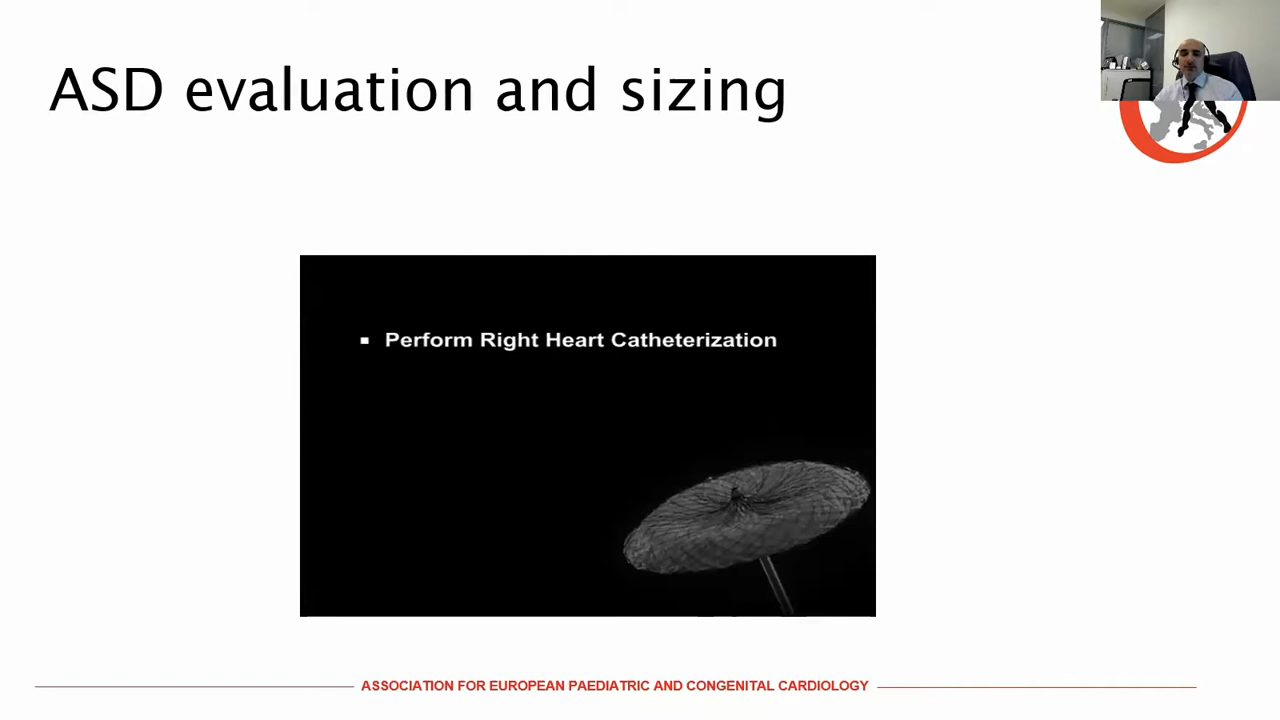 ASD evaluation and sizing
▪ Perform Right Heart Catheterization
ASSOCIATION FOR EUROPEAN PAEDIATRIC AND CONGENITAL CARDIOLOGY